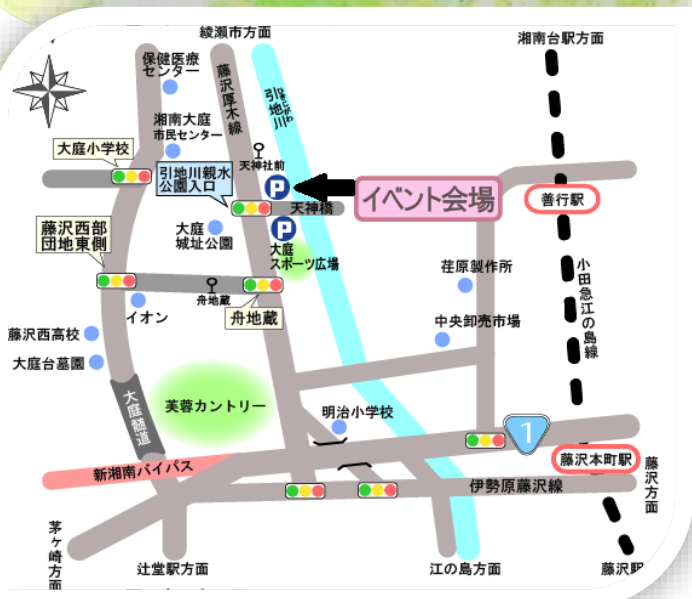 綾瀬市方面
湘南台駅方面
保健医療
センター
藤沢厚木線
ひきじがわ
引地川
湘南大庭
市民センター
大庭小学校
天神社前
引地川親水
公園入口
P
イベント会場
善行駅
天神橋
藤沢西部
団地東側
大庭
城址公園
P
大庭
スポーツ広場
荏原製作所
小田急江の島線
舟地蔵
イオン
舟地蔵
中央卸売市場
藤沢西高校
大庭台墓園
大庭隧道
芙蓉カントリー
明治小学校
1
新湘南バイパス
藤沢本町駅
伊勢原藤沢線
藤沢方面
茅ヶ崎方面
辻堂駅方面
江の島方面
藤沢駅